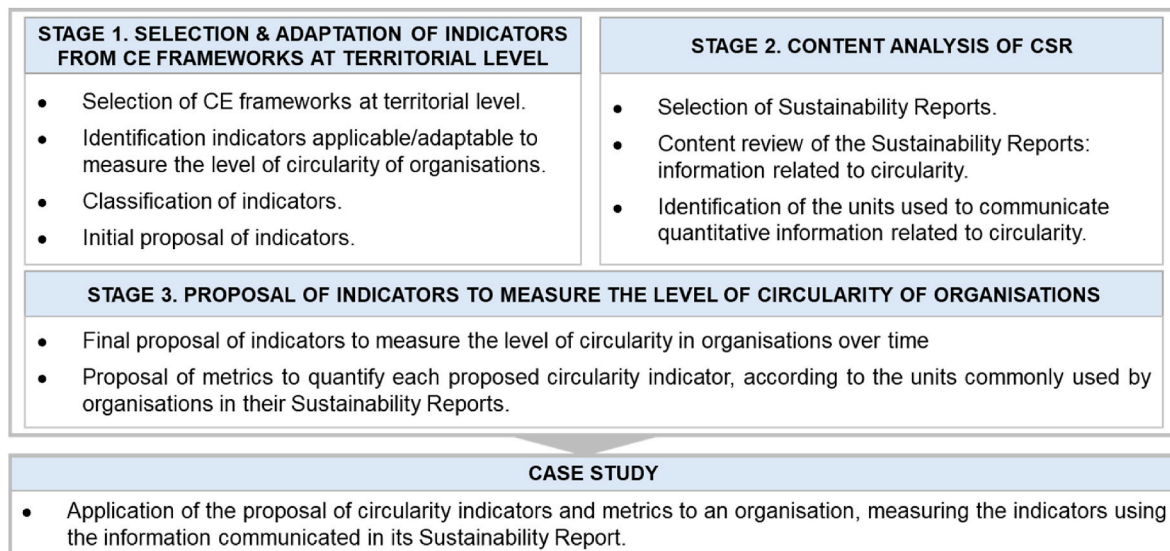 STAGE 1. SELECTION & ADAPTATION OF INDICATORS
FROM CE FRAMEWORKS AT TERRITORIAL LEVEL
• Selection of CE frameworks at territorial level.
• Identification indicators applicable/adaptable to
measure the level of circularity of organisations.
• Classification of indicators.
• Initial proposal of indicators.
STAGE 2. CONTENT ANALYSIS OF CSR
• Selection of Sustainability Reports.
• Content review of the Sustainability Reports:
information related to circularity.
• Identification of the units used to communicate
quantitative information related to circularity.
STAGE 3. PROPOSAL OF INDICATORS TO MEASURE THE LEVEL OF CIRCULARITY OF ORGANISATIONS
• Final proposal of indicators to measure the level of circularity in organisations over time
• Proposal of metrics to quantify each proposed circularity indicator, according to the units commonly used by
organisations in their Sustainability Reports.
CASE STUDY
• Application of the proposal of circularity indicators and metrics to an organisation, measuring the indicators using
the information communicated in its Sustainability Report.